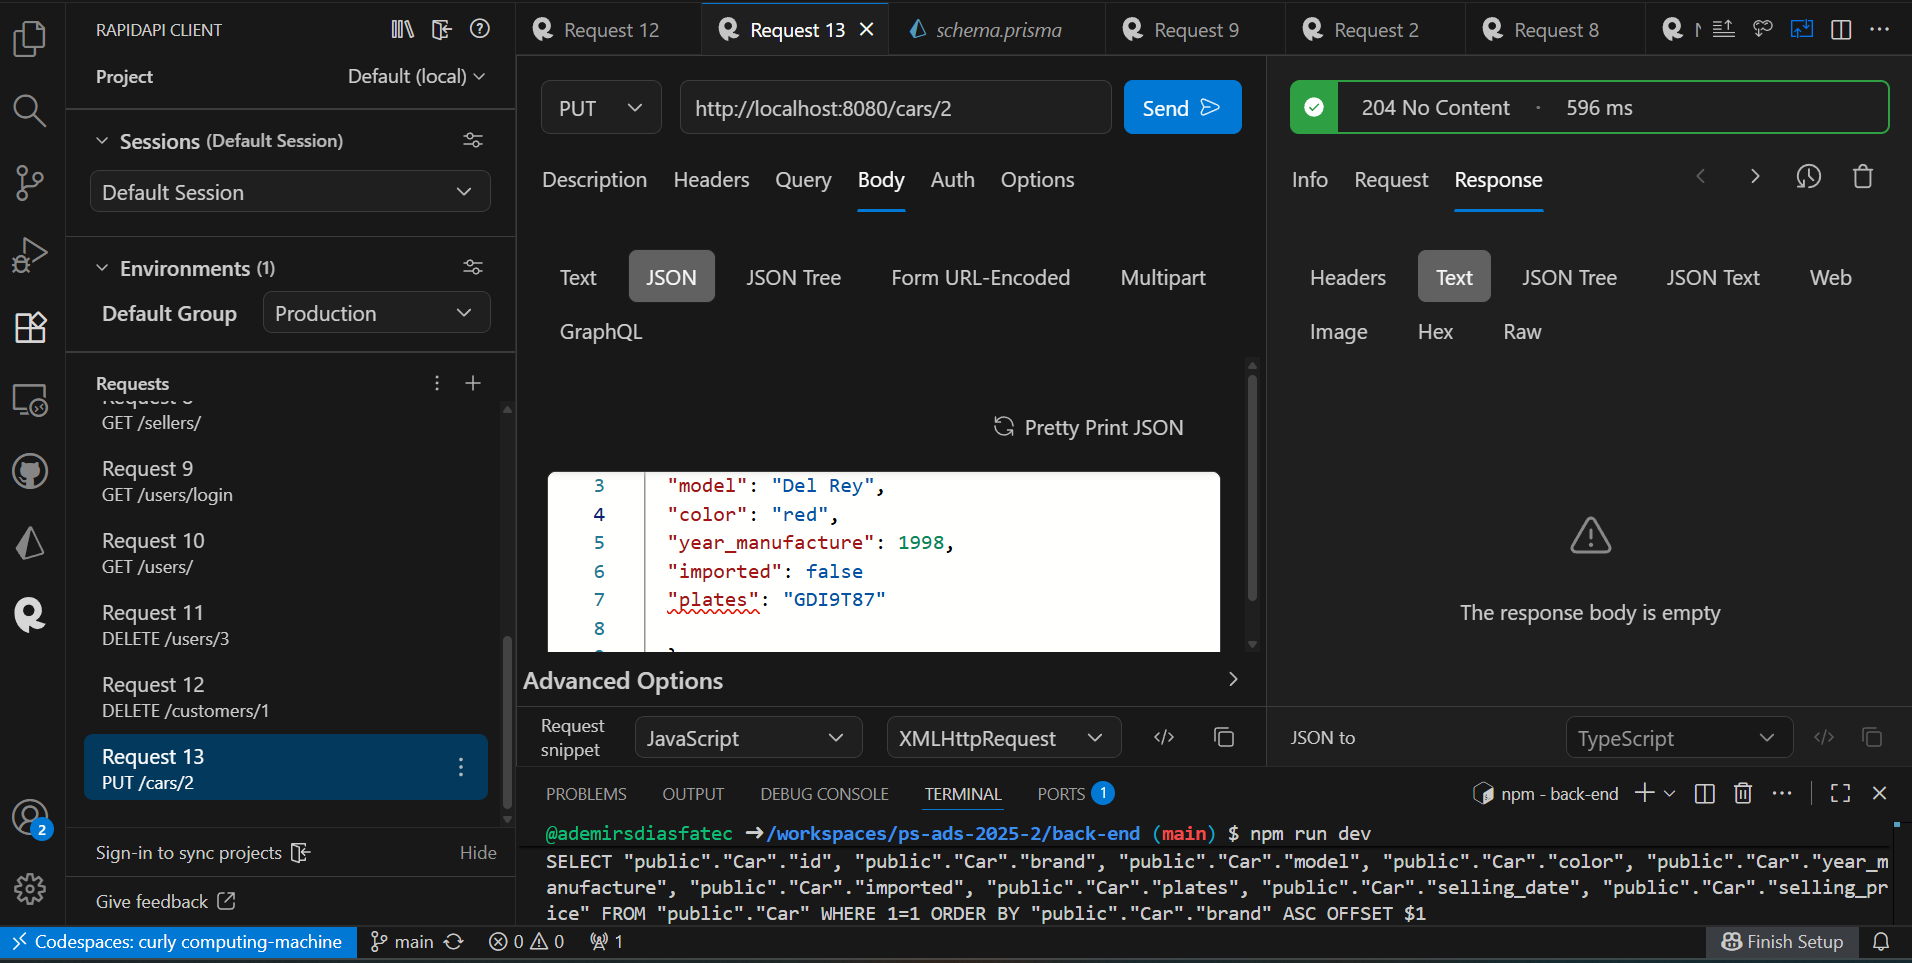 RAPIDAPI CLIENT
Project
Default (local)
Sessions (Default Session)
Default Session
Environments (1)
Default Group
Production
Requests
GET /sellers/
Request 9
GET /users/login
Request 10
GET /users/
Request 11
DELETE /users/3
Request 12
DELETE /customers/1
Request 13
PUT /cars/2
Sign-in to sync projects
Hide
Give feedback
Request 12
Request 13
schema.prisma
Request 9
Request 2
Request 8
PUT
http://localhost:8080/cars/2
Send
Description
Headers
Query
Body
Auth
Options
Text
JSON
JSON Tree
Form URL-Encoded
Multipart
GraphQL
Pretty Print JSON
3 "model": "Del Rey",
4 "color": "red",
5 "year_manufacture": 1998,
6 "imported": false
7 "plates": "GDI9T87"
8
Advanced Options
Request snippet
JavaScript
XMLHttpRequest
204 No Content · 596 ms
Info
Request
Response
Headers
Text
JSON Tree
JSON Text
Web
Image
Hex
Raw
The response body is empty
JSON to
TypeScript
PROBLEMS
OUTPUT
DEBUG CONSOLE
TERMINAL
PORTS 1
npm - back-end
@ademirsdiasfatec ➜ /workspaces/ps-ads-2025-2/back-end (main) $ npm run dev
SELECT "public"."Car"."id", "public"."Car"."brand", "public"."Car"."model", "public"."Car"."color", "public"."Car"."year_m
anufacture", "public"."Car"."imported", "public"."Car"."plates", "public"."Car"."selling_date", "public"."Car"."selling_pr
ice" FROM "public"."Car" WHERE 1=1 ORDER BY "public"."Car"."brand" ASC OFFSET $1
2
Codespaces: curly computing-machine
main
0
0
1
Finish Setup